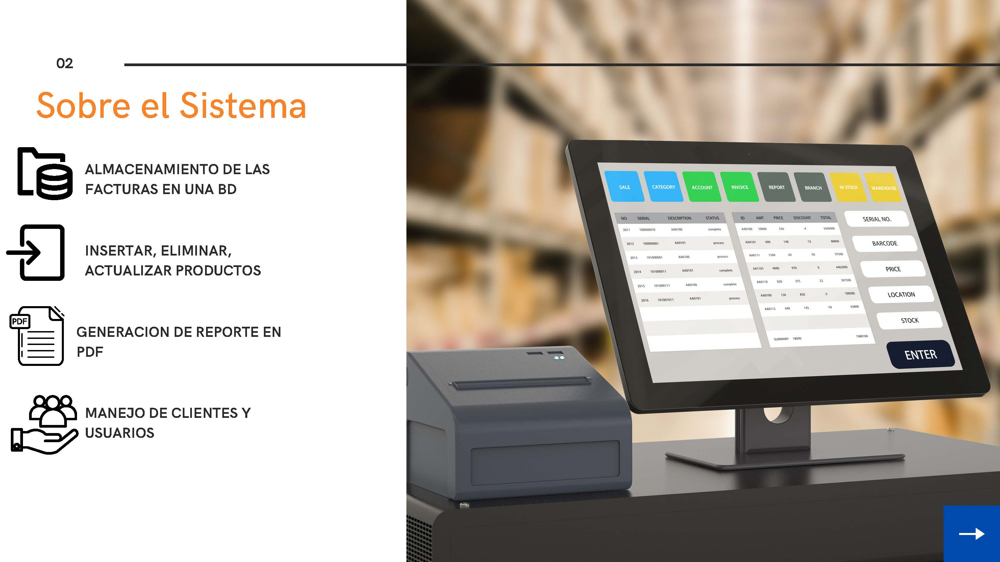 02
Sobre el Sistema
ALMACENAMIENTO DE LAS
FACTURAS EN UNA BD
INSERTAR, ELIMINAR,
ACTUALIZAR PRODUCTOS
PDF
GENERACION DE REPORTE EN
PDF
MANEJO DE CLIENTES Y
USUARIOS
SALE CATEGORY ACCOUNT INVOICE REPORT BRANCH IN STOCK WAREHOUSE
NO SERIAL DESCRIPTION STATUS
2011 100000010 AA0100 complete
2012 100000001 AA0101 process
2013 101000001 AA0100 process
2014 101000011 AA0101 complete
2015 101000111 AA0100 complete
2016 101001011 AA0101 process
ID AMT PRICE DISCOUNT TOTAL
AA0100 10000 236 -4 2360000
AA0101 600 148 -12 88800
AA0111 1500 65 -50 97500
AA1101 4600 970 0 4462000
AA0110 820 375 -22 307500
AA0100 130 850 -3 100500
AA0112 440 145 -10 63800
SUMMARY 18090 7480100
SERIAL NO.
BARCODE
PRICE
LOCATION
STOCK
ENTER